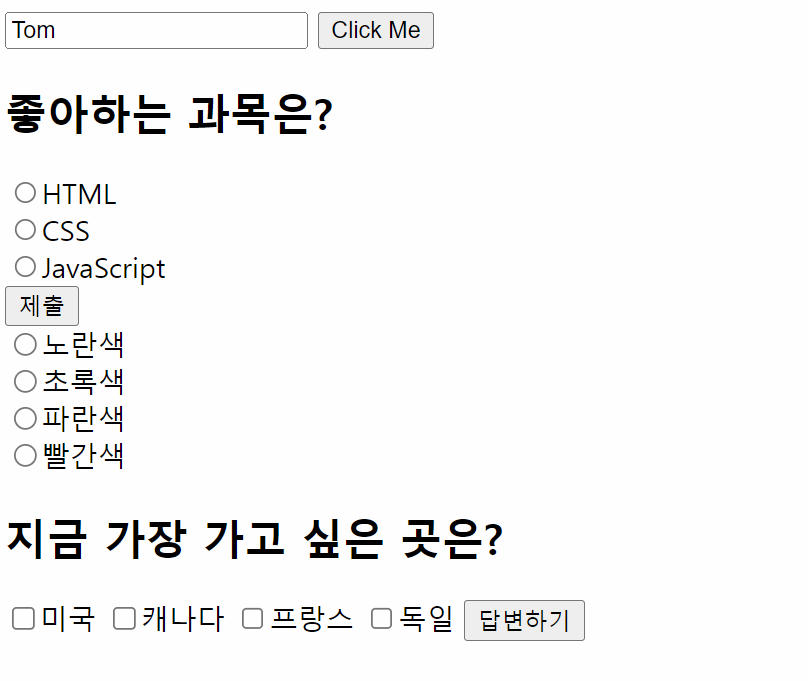 Tom Click Me
좋아하는 과목은?
HTML
CSS
JavaScript
제출
노란색
초록색
파란색
빨간색
지금 가장 가고 싶은 곳은?
미국 캐나다 프랑스 독일 답변하기